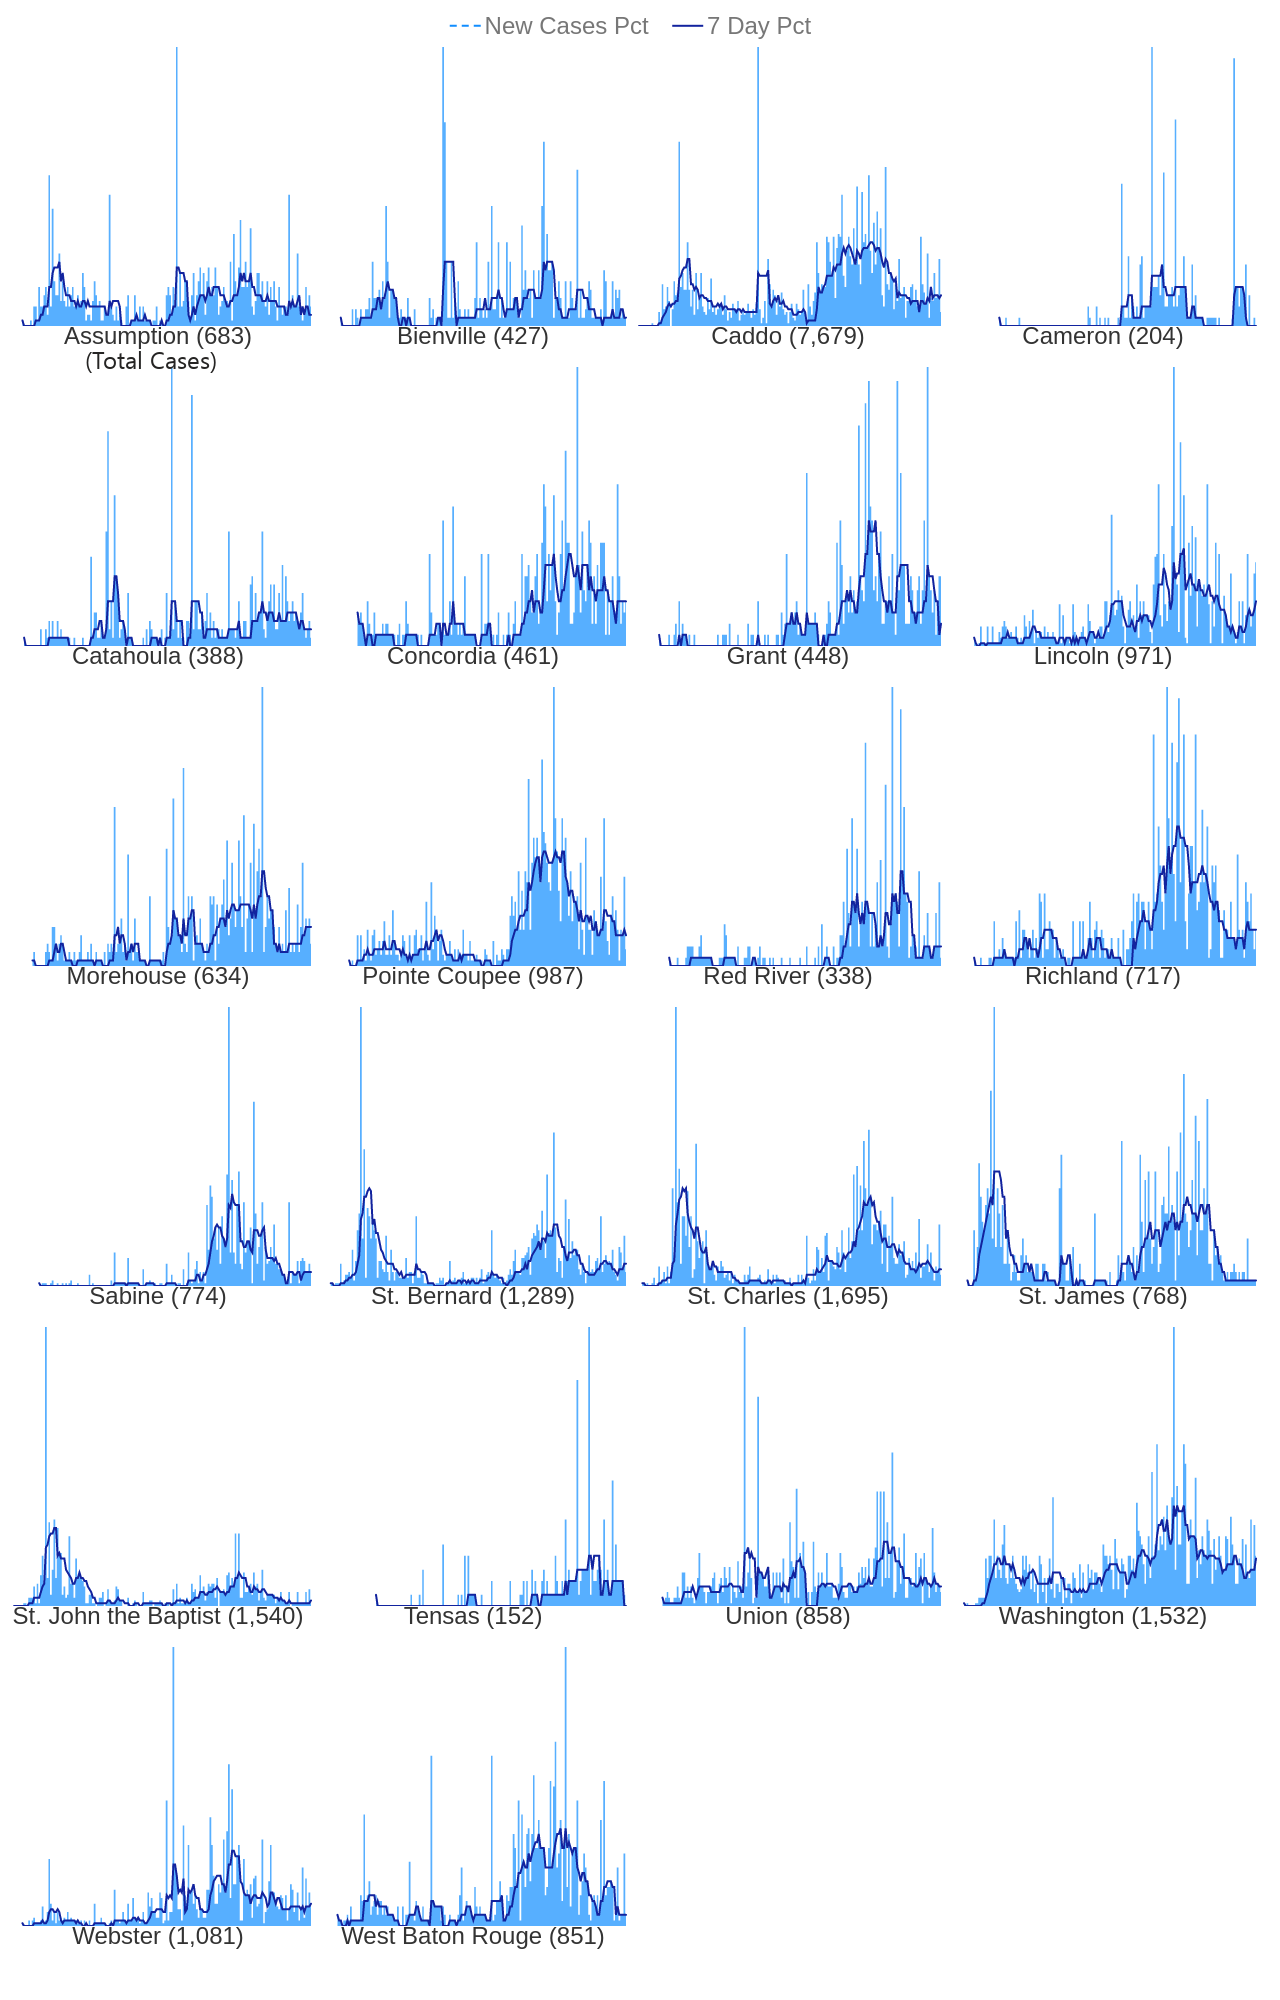 New Cases Pct 7 Day Pct
Assumption (683) Bienville (427) Caddo (7,679) Cameron (204)
(Total Cases)
Catahoula (388) Concordia (461) Grant (448) Lincoln (971)
Morehouse (634) Pointe Coupee (987) Red River (338) Richland (717)
Sabine (774) St. Bernard (1,289) St. Charles (1,695) St. James (768)
St. John the Baptist (1,540) Tensas (152) Union (858) Washington (1,532)
Webster (1,081) West Baton Rouge (851)